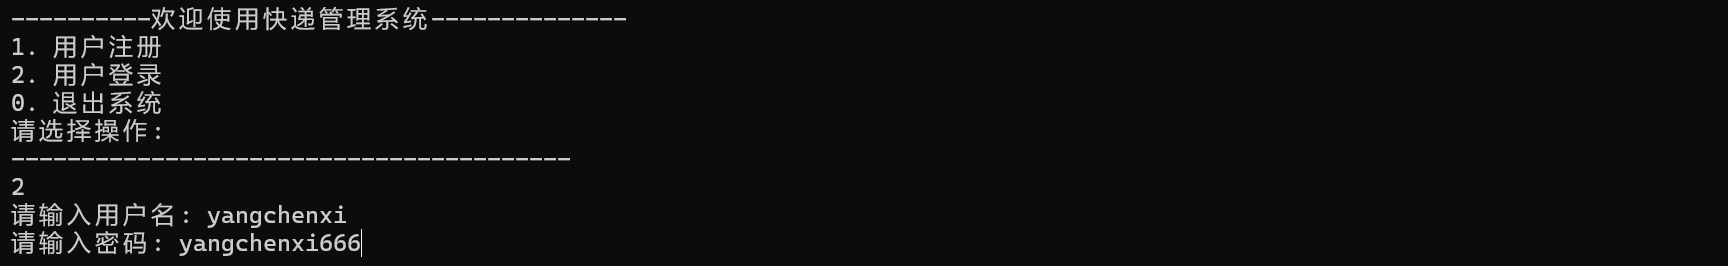 ----------欢迎使用快递管理系统--------------
1. 用户注册
2. 用户登录
0. 退出系统
请选择操作:
----------------------------------------
2
请输入用户名: yangchenxi
请输入密码: yangchenxi666